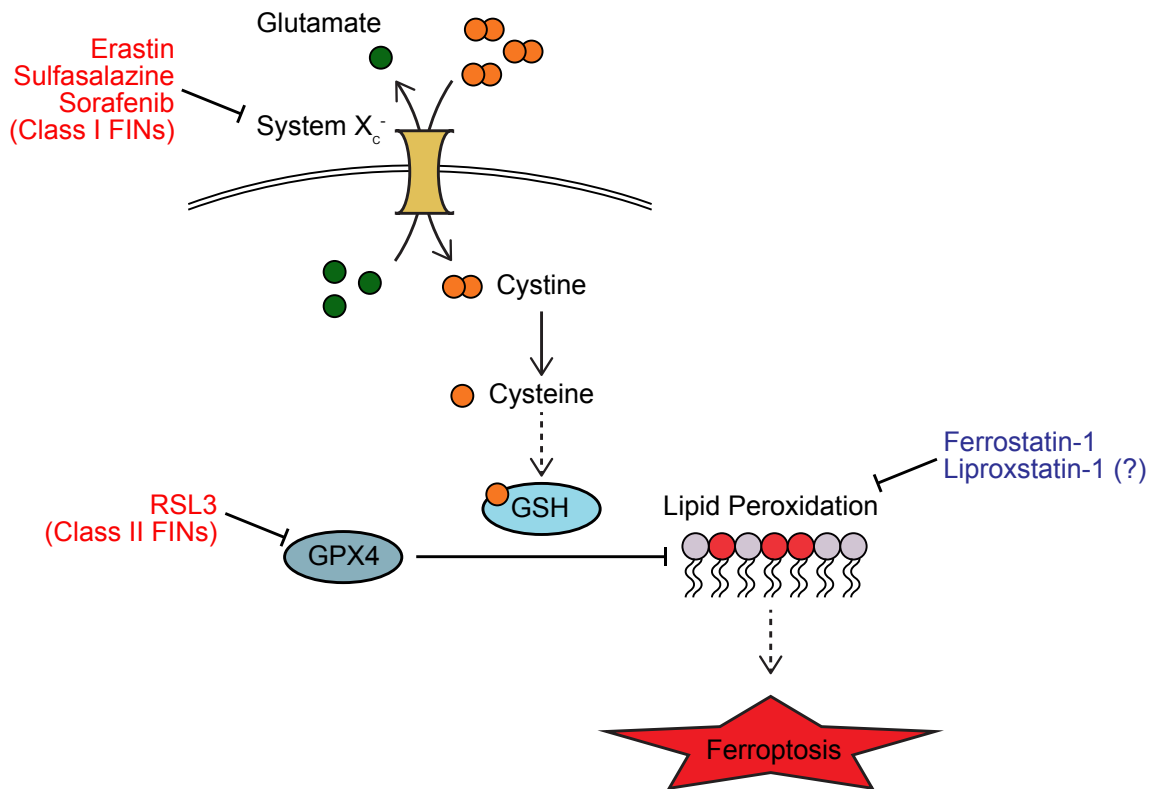 Glutamate
Erastin
Sulfasalazine
Sorafenib
(Class I FINs)
System Xc-
Cystine
Cysteine
Ferrostatin-1
Liproxstatin-1 (?)
RSL3
(Class II FINs)
GSH
Lipid Peroxidation
GPX4
Ferroptosis